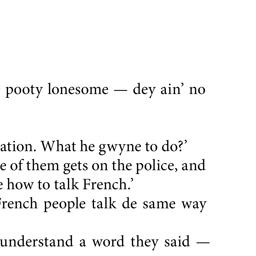 pooty lonesome — dey ain’ no
ation. What he gwyne to do?’
e of them gets on the police, and
how to talk French.’
French people talk de same way
understand a word they said —